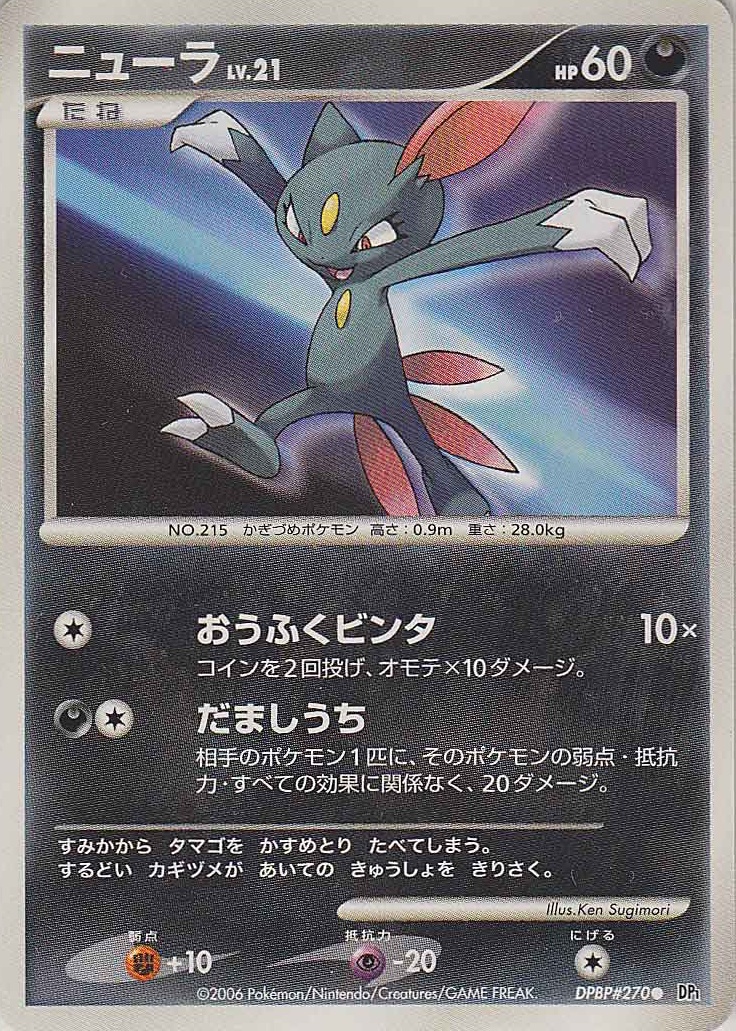 ニューラ LV.21 HP60
たね
NO.215 かぎづめポケモン 高さ:0.9m 重さ:28.0kg
おうふくビンタ 10×
コインを2回投げ、オモテ×10ダメージ。
だましうち
相手のポケモン1匹に、そのポケモンの弱点・抵抗
力・すべての効果に関係なく、20ダメージ。
すみかから タマゴを かすめとり たべてしまう。
するどい カギヅメが あいての きゅうしょを きりさく。
Illus.Ken Sugimori
弱点 抵抗力 にげる
+10 -20
©2006 Pokémon/Nintendo/Creatures/GAME FREAK. DPBP#270 DP1